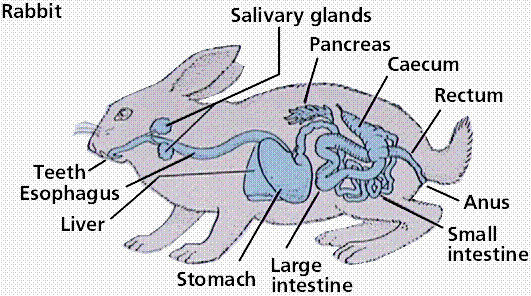 Rabbit
Salivary glands
Pancreas
Caecum
Rectum
Teeth
Esophagus
Liver
Anus
Small
intestine
Stomach
Large
intestine